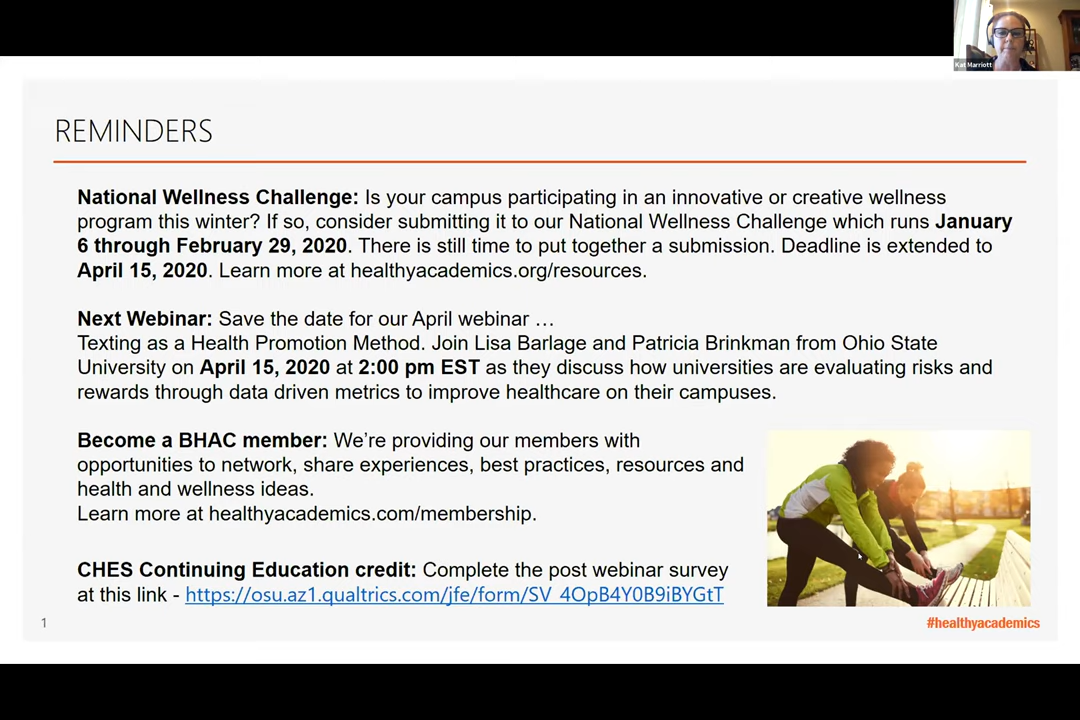 Kat Marriott
REMINDERS
National Wellness Challenge: Is your campus participating in an innovative or creative wellness
program this winter? If so, consider submitting it to our National Wellness Challenge which runs January
6 through February 29, 2020. There is still time to put together a submission. Deadline is extended to
April 15, 2020. Learn more at healthyacademics.org/resources.
Next Webinar: Save the date for our April webinar …
Texting as a Health Promotion Method. Join Lisa Barlage and Patricia Brinkman from Ohio State
University on April 15, 2020 at 2:00 pm EST as they discuss how universities are evaluating risks and
rewards through data driven metrics to improve healthcare on their campuses.
Become a BHAC member: We’re providing our members with
opportunities to network, share experiences, best practices, resources and
health and wellness ideas.
Learn more at healthyacademics.com/membership.
CHES Continuing Education credit: Complete the post webinar survey
at this link - https://osu.az1.qualtrics.com/jfe/form/SV_4OpB4Y0B9iBYGtT
1
#healthyacademics